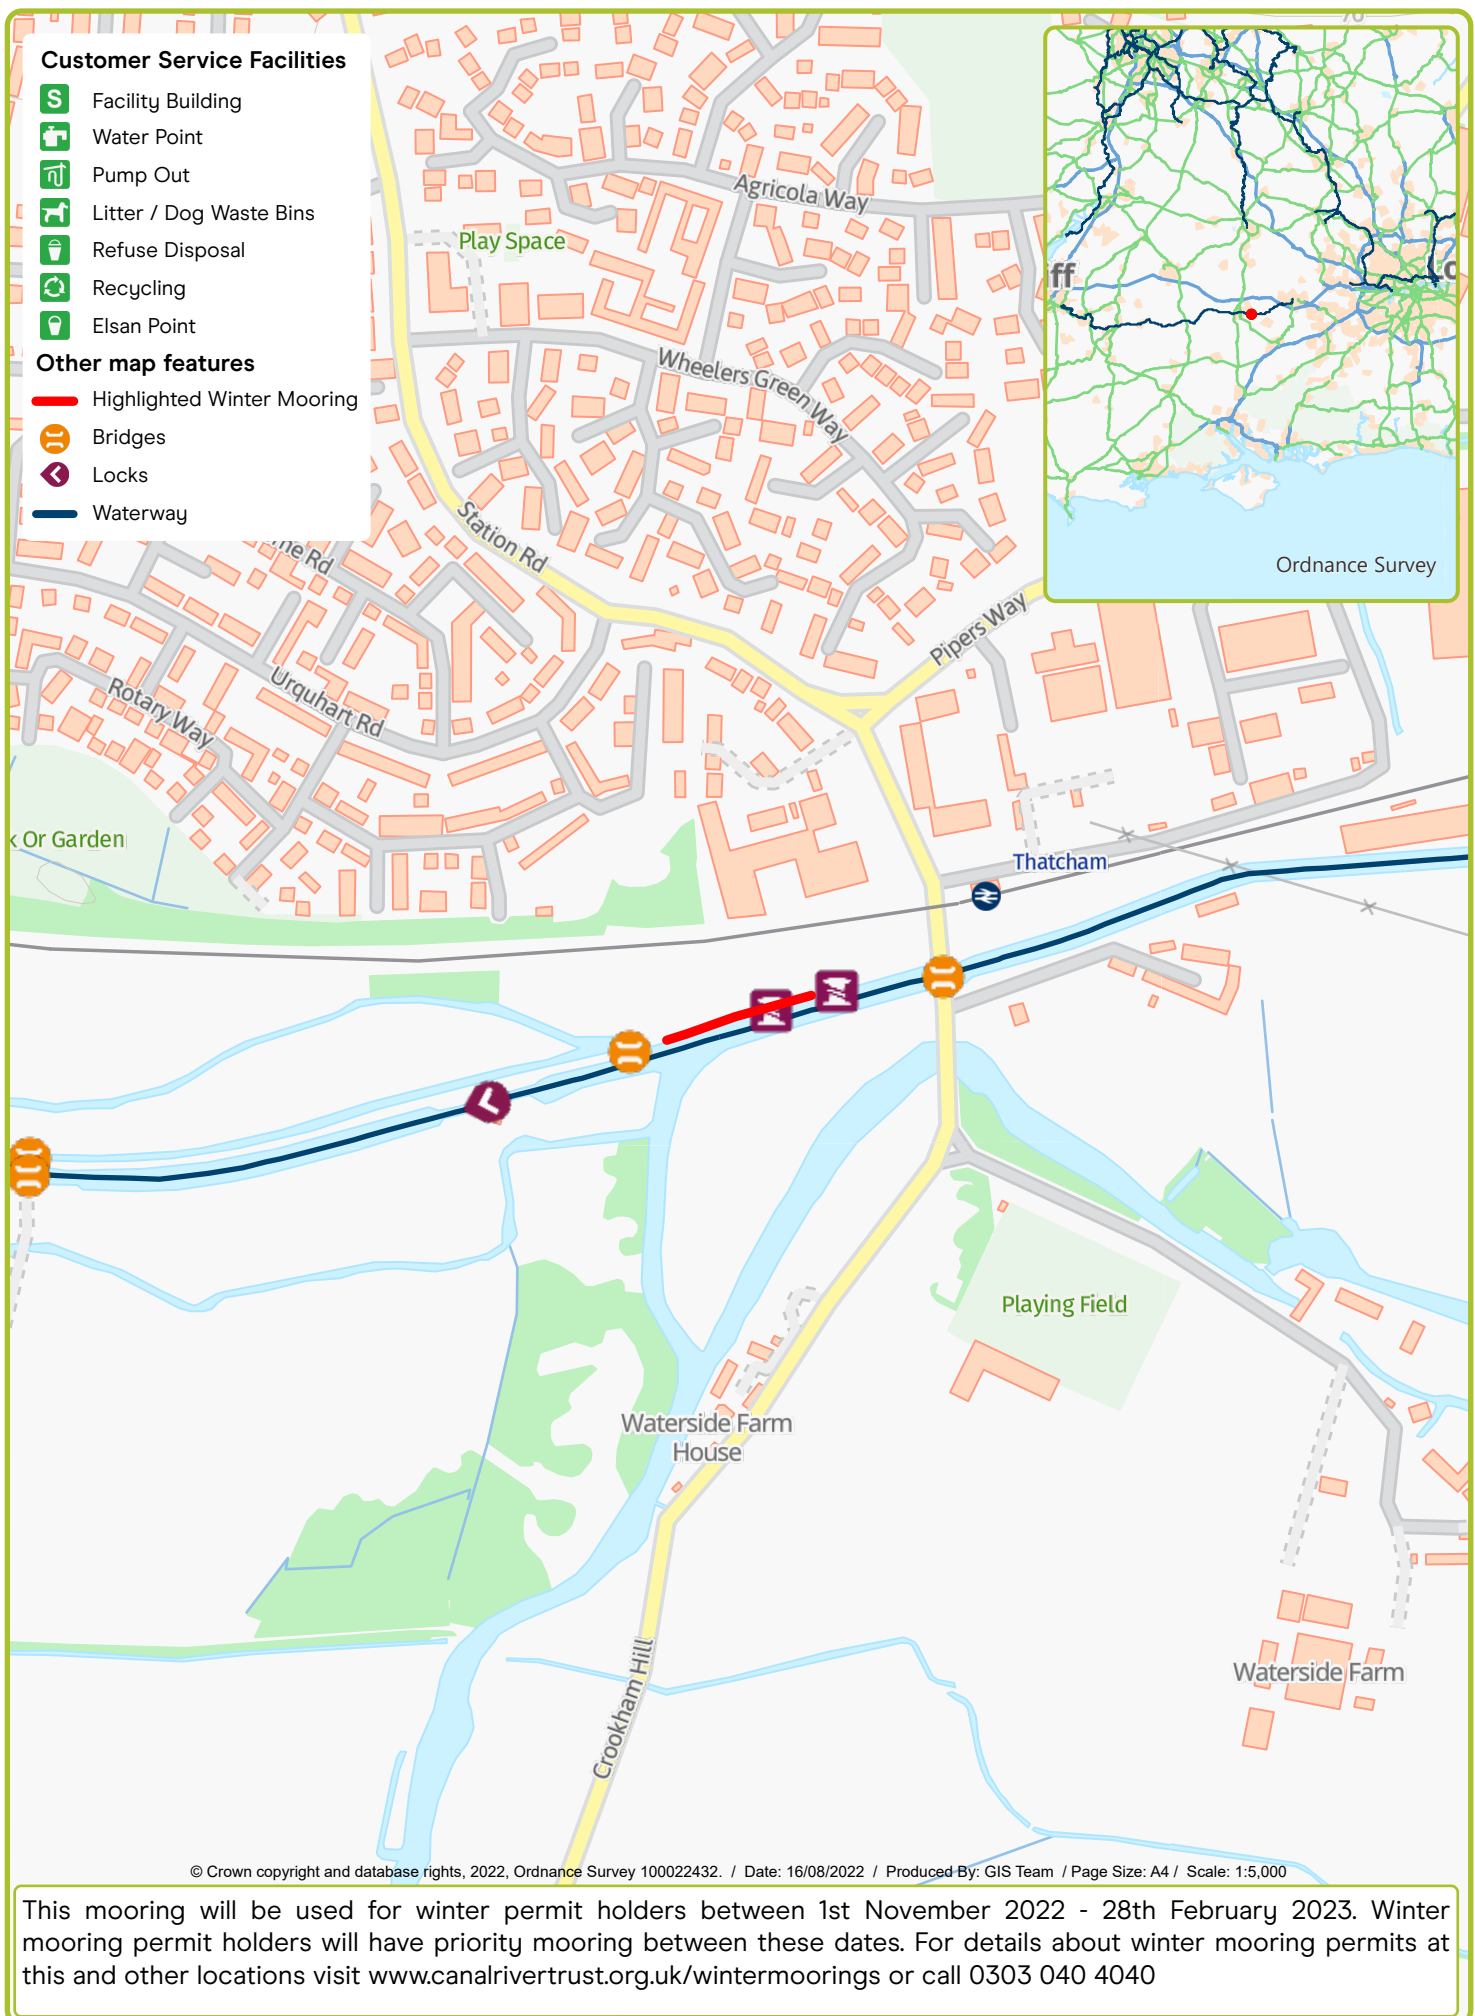 Customer Service Facilities
S Facility Building
Water Point
Pump Out
Litter / Dog Waste Bins
Refuse Disposal
Recycling
Elsan Point
Other map features
Highlighted Winter Mooring
Bridges
Locks
Waterway
iff
Ordnance Survey
Agricola Way
Play Space
Wheelers Green Way
Station Rd
Pipers Way
Rd
Urquhart Rd
Rotary Way
Or Garden
Thatcham
Playing Field
Waterside Farm
House
Waterside Farm
Crookham Hill
© Crown copyright and database rights, 2022, Ordnance Survey 100022432. / Date: 16/08/2022 / Produced By: GIS Team / Page Size: A4 / Scale: 1:5,000
This mooring will be used for winter permit holders between 1st November 2022 - 28th February 2023. Winter
mooring permit holders will have priority mooring between these dates. For details about winter mooring permits at
this and other locations visit www.canalrivertrust.org.uk/wintermoorings or call 0303 040 4040